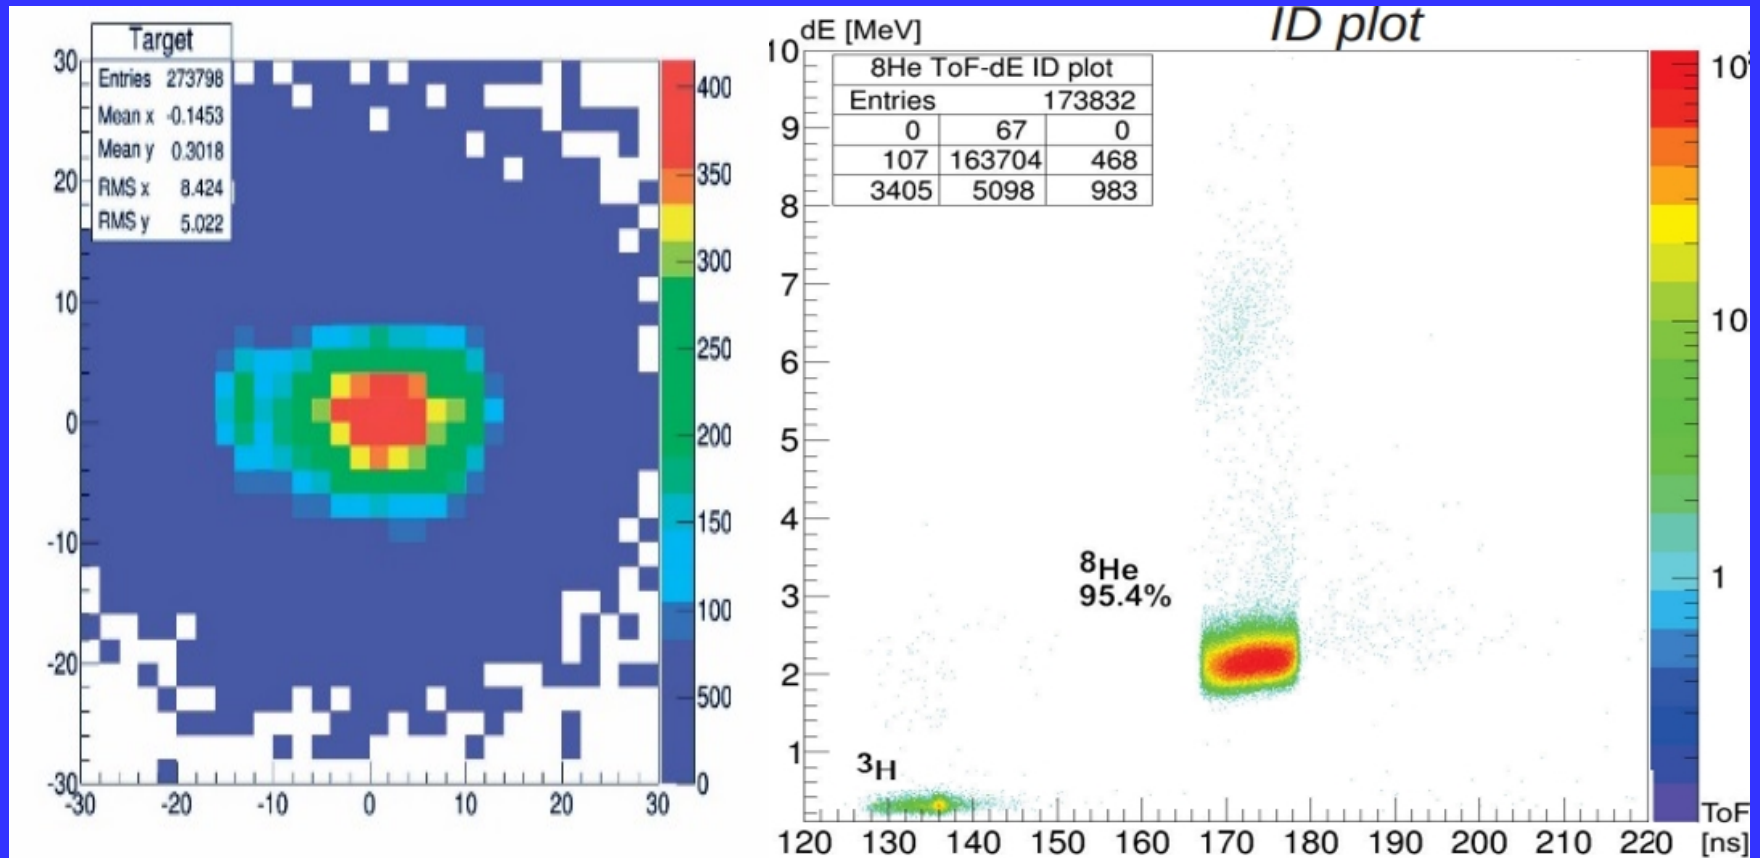 Target
Entries 273798
Mean x -0.1453
Mean y 0.3018
RMS x 8.424
RMS y 5.022
30
20
10
0
-10
-20
-30
-30 -20 -10 0 10 20 30
400
350
300
250
200
150
100
500
0
ID plot
dE [MeV]
8He ToF-dE ID plot
Entries 173832
0 67 0
107 163704 468
3405 5098 983
10
9
8
7
6
5
4
3
2
1
8He
95.4%
3H
120 130 140 150 160 170 180 190 200 210 220
10
1
ToF
[ns]